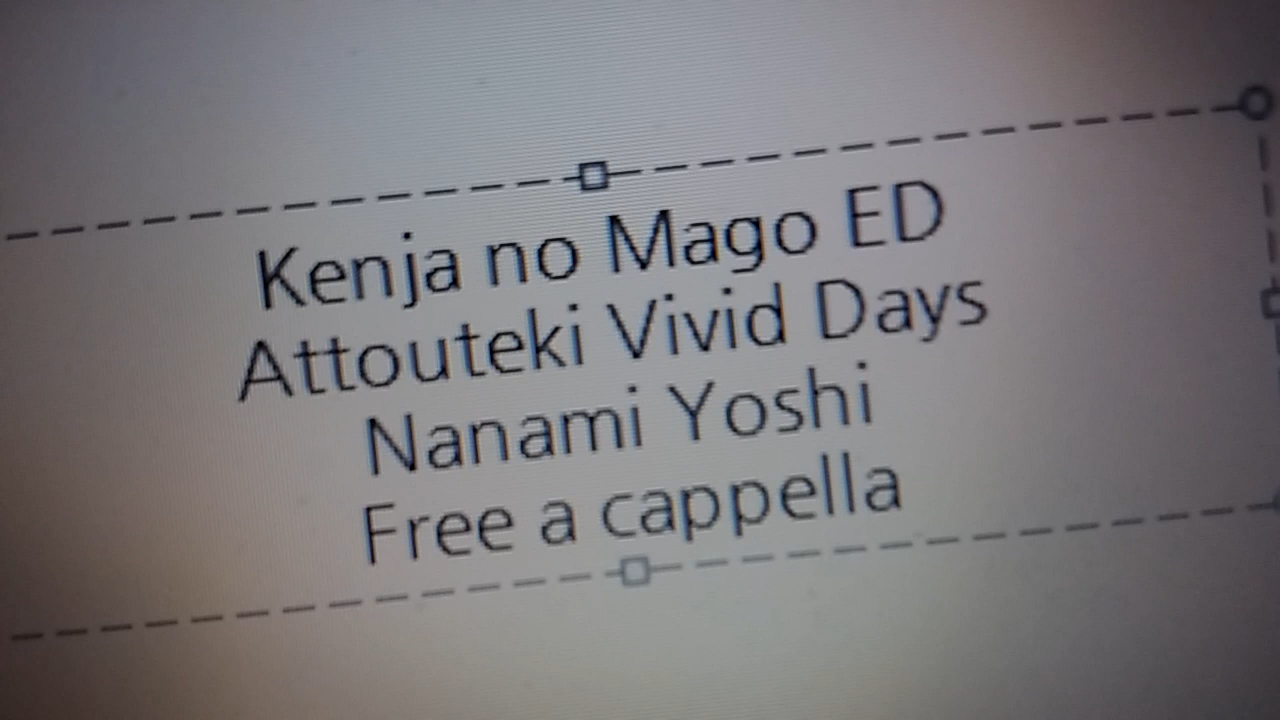 Kenja no Mago ED
Attouteki Vivid Days
Nanami Yoshi
Free a cappella